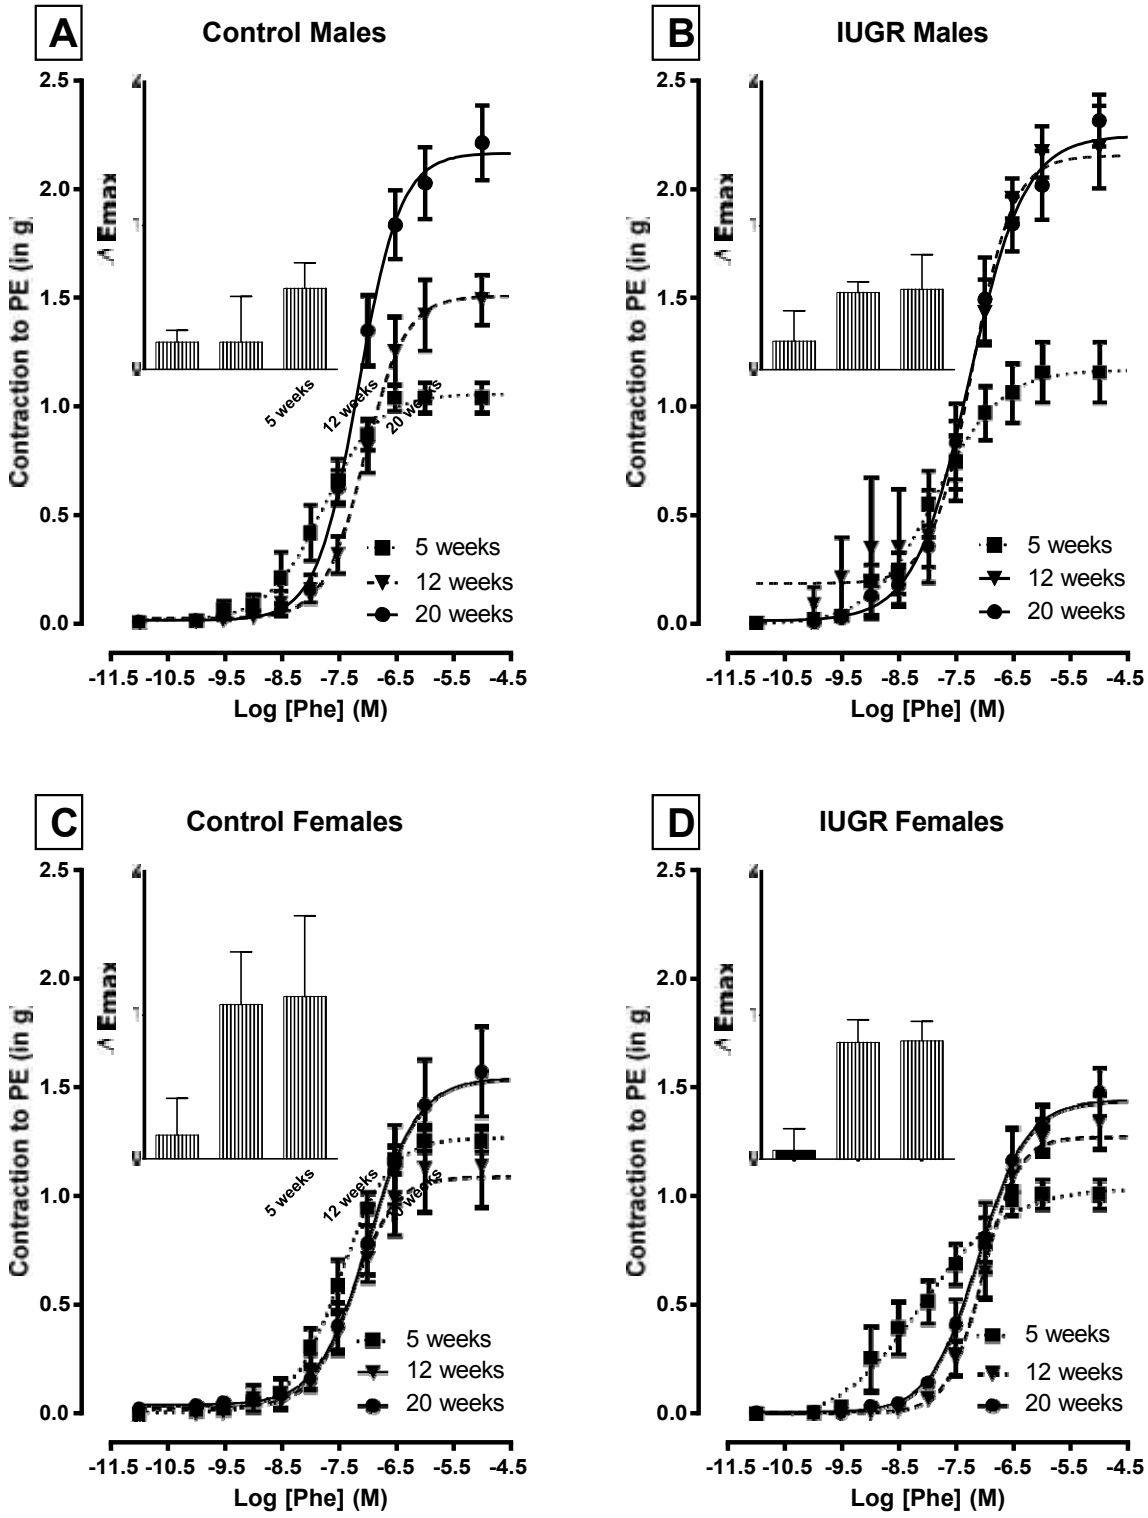 A
Control Males
2.5
2.0
1.5
1.0
0.5
0.0
Contraction to PE (in g
Emax
5 weeks
12 weeks
20 weeks
5 weeks
12 weeks
20 weeks
-11.5 -10.5 -9.5 -8.5 -7.5 -6.5 -5.5 -4.5
Log [Phe] (M)
B
IUGR Males
2.5
2.0
1.5
1.0
0.5
0.0
Contraction to PE (in g
Emax
5 weeks
12 weeks
20 weeks
-11.5 -10.5 -9.5 -8.5 -7.5 -6.5 -5.5 -4.5
Log [Phe] (M)
C
Control Females
2.5
2.0
1.5
1.0
0.5
0.0
Contraction to PE (in g
Emax
5 weeks
12 weeks
weeks
5 weeks
12 weeks
20 weeks
-11.5 -10.5 -9.5 -8.5 -7.5 -6.5 -5.5 -4.5
Log [Phe] (M)
D
IUGR Females
2.5
2.0
1.5
1.0
0.5
0.0
Contraction to PE (in g
Emax
5 weeks
12 weeks
20 weeks
-11.5 -10.5 -9.5 -8.5 -7.5 -6.5 -5.5 -4.5
Log [Phe] (M)